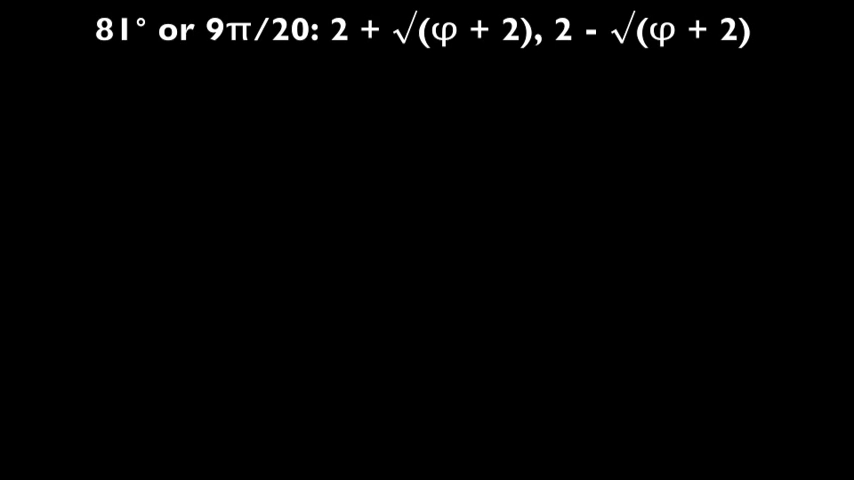 81° or 9π/20: 2 + √(φ + 2), 2 - √(φ + 2)